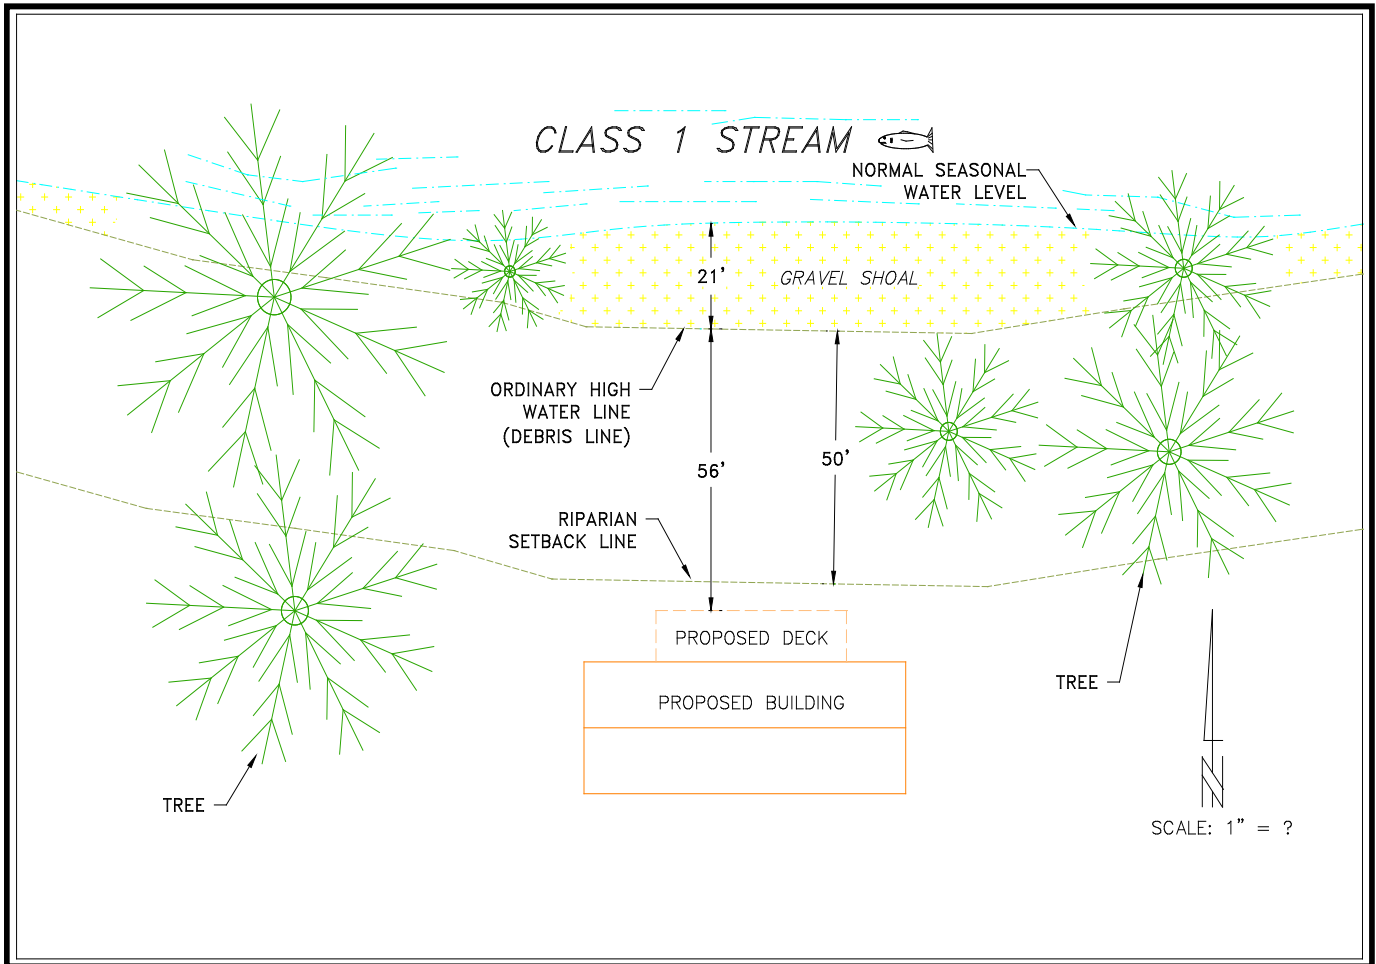 CLASS 1 STREAM
NORMAL SEASONAL
WATER LEVEL
21'
GRAVEL SHOAL
ORDINARY HIGH
WATER LINE
(DEBRIS LINE)
56'
50'
RIPARIAN
SETBACK LINE
PROPOSED DECK
PROPOSED BUILDING
TREE
TREE
N
SCALE: 1" = ?